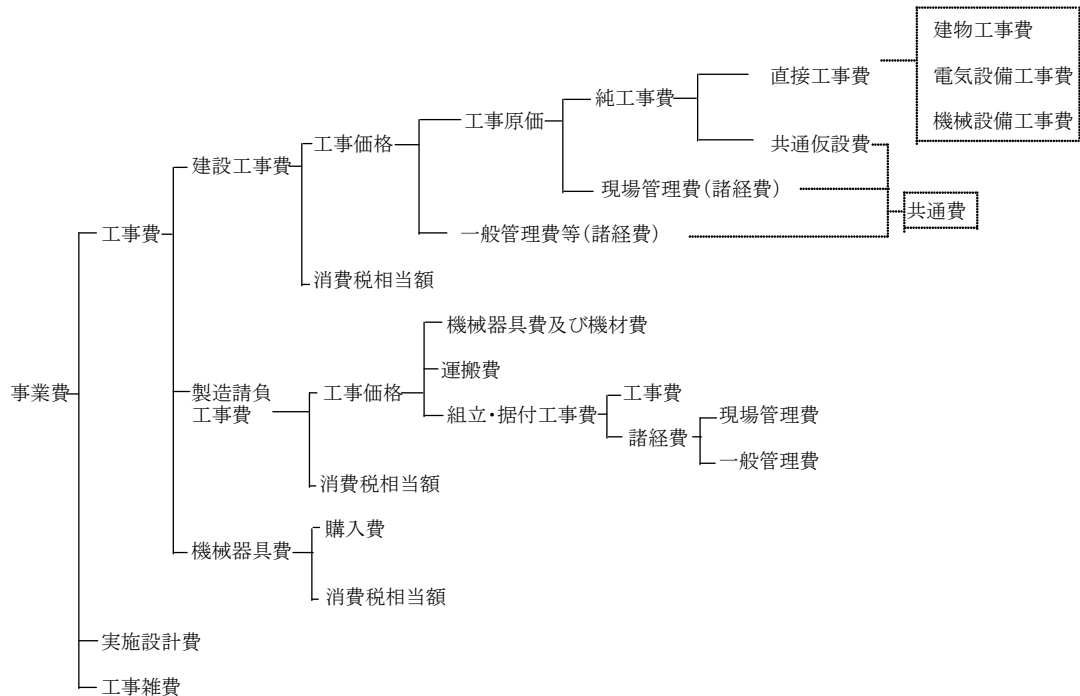 建物工事費
直接工事費
電気設備工事費
純工事費
工事原価
機械設備工事費
工事価格
共通仮設費
建設工事費
現場管理費(諸経費)
共通費
工事費
一般管理費等(諸経費)
消費税相当額
機械器具費及び機材費
運搬費
事業費
製造請負
工事費
工事価格
工事費
組立・据付工事費
現場管理費
諸経費
一般管理費
消費税相当額
購入費
機械器具費
消費税相当額
実施設計費
工事雑費